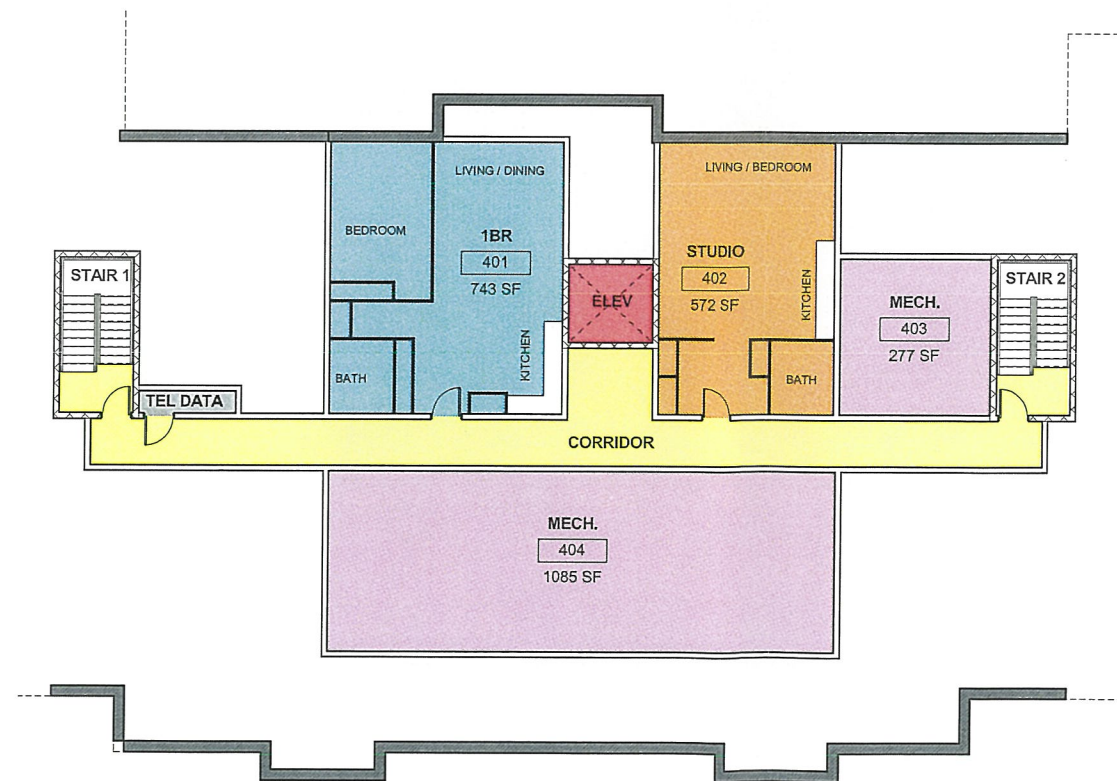 LIVING / DINING
BEDROOM
1BR
401
743 SF
KITCHEN
BATH
LIVING / BEDROOM
STUDIO
402
572 SF
KITCHEN
BATH
ELEV
STAIR 1
STAIR 2
MECH.
403
277 SF
TEL DATA
CORRIDOR
MECH.
404
1085 SF